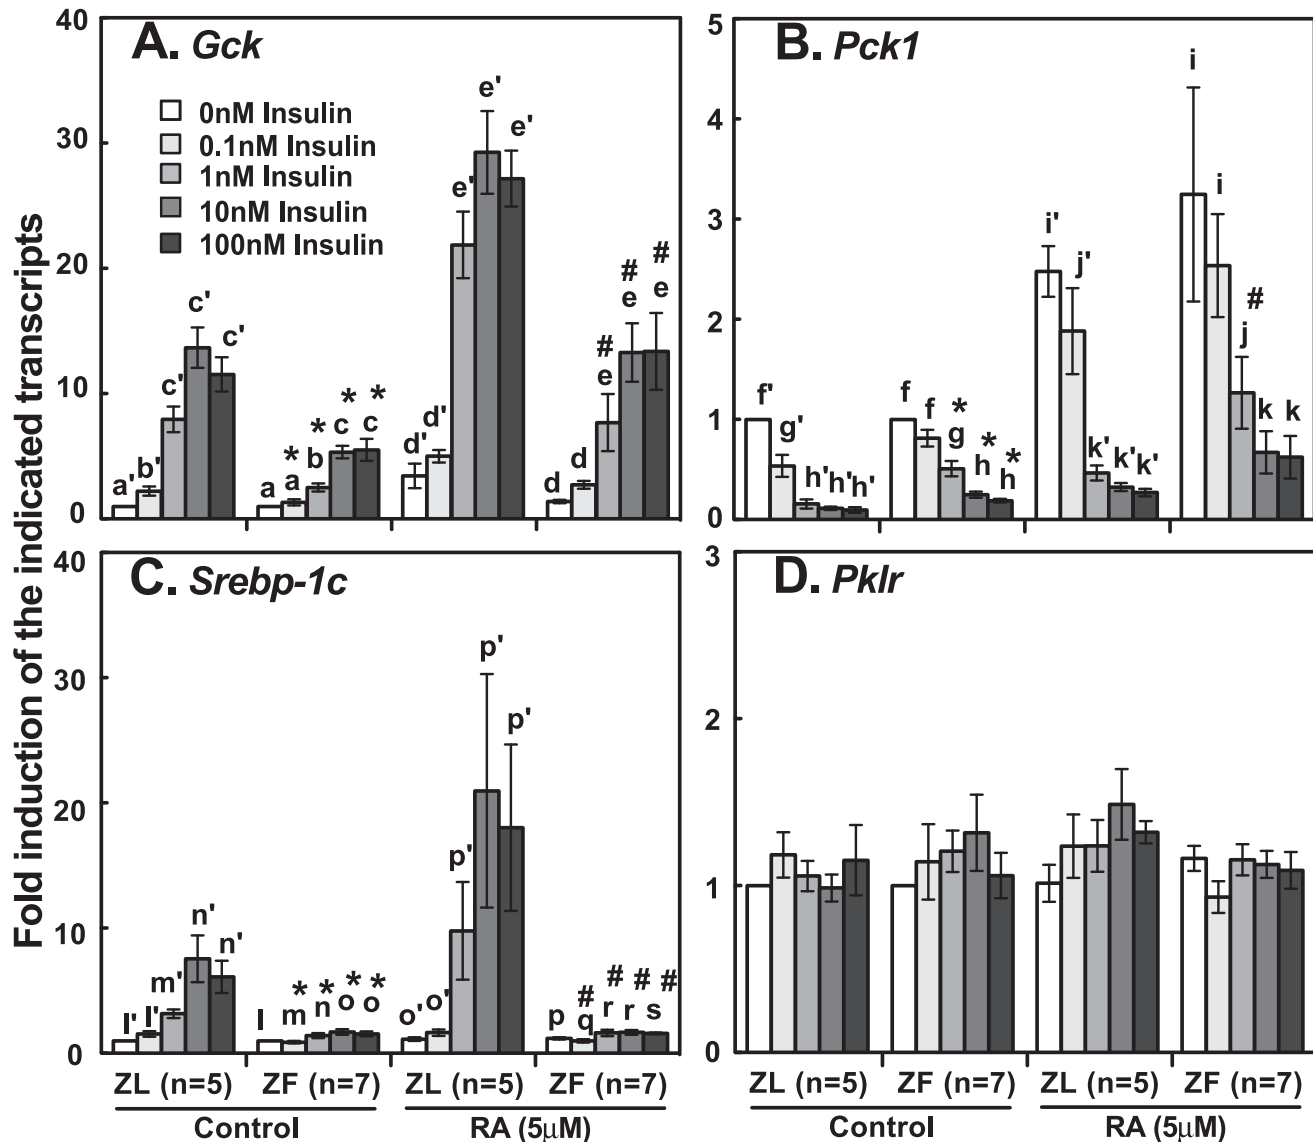 Fold induction of the indicated transcripts
A. Gck
0nM Insulin
0.1nM Insulin
1nM Insulin
10nM Insulin
100nM Insulin
40
30
20
10
0
a' b' c' c' c'
a * a * b * c * c
d' d' e' e' e'
d d # e # e # e
B. Pck1
5
4
3
2
1
0
f' g' h' h' h'
f f * g * h * h
i' j' k' k' k'
i i # j k k
C. Srebp-1c
40
30
20
10
0
l' l' m' n' n'
l * m * n * o * o
o' o' p' p' p'
p # q # r # r # s
D. Pklr
3
2
1
0
ZL (n=5) ZF (n=7) ZL (n=5) ZF (n=7)
Control RA (5µM)
ZL (n=5) ZF (n=7) ZL (n=5) ZF (n=7)
Control RA (5µM)